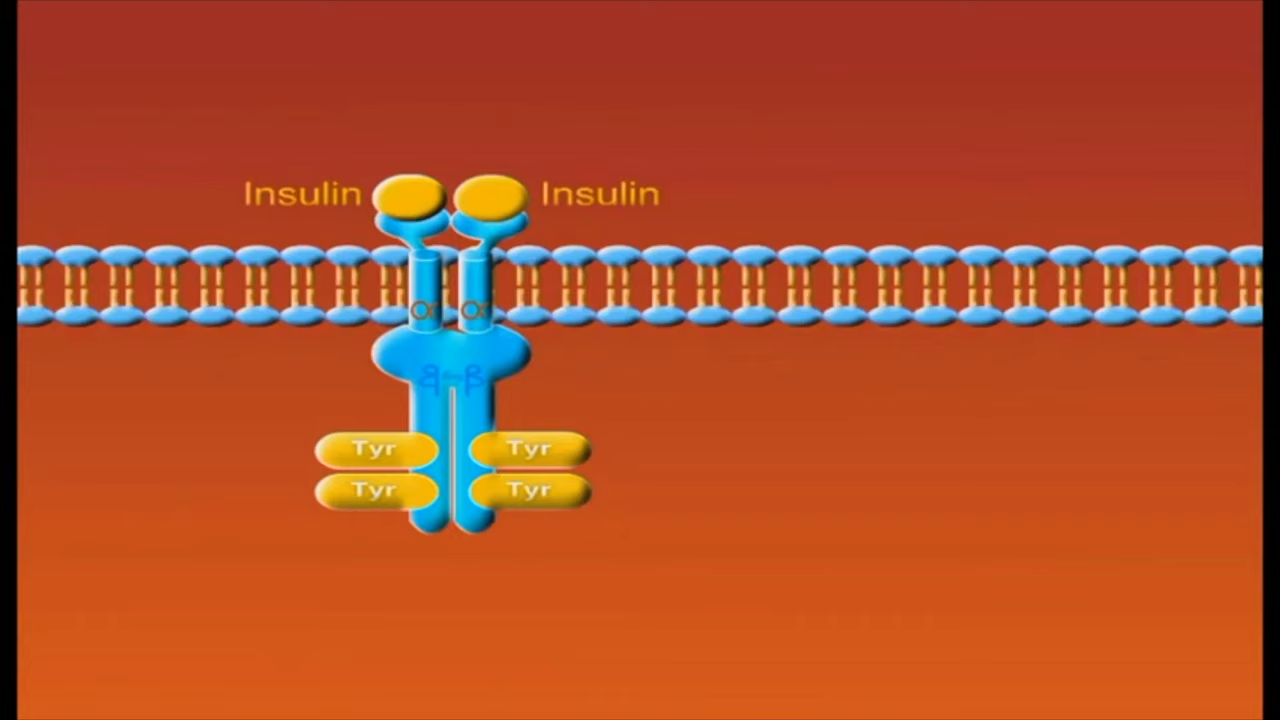 Insulin Insulin
α α
β β
Tyr Tyr
Tyr Tyr